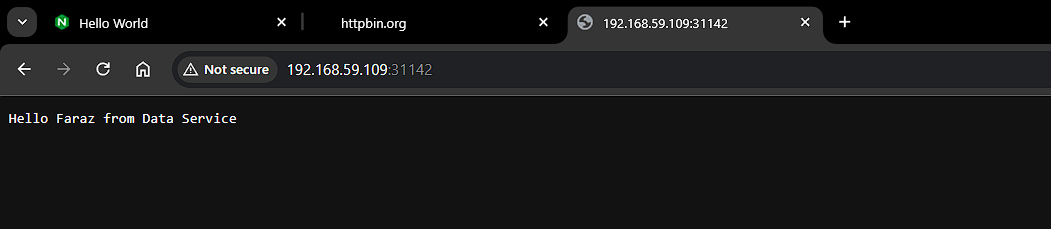 Hello World
httpbin.org
192.168.59.109:31142
Not secure
192.168.59.109:31142
Hello Faraz from Data Service